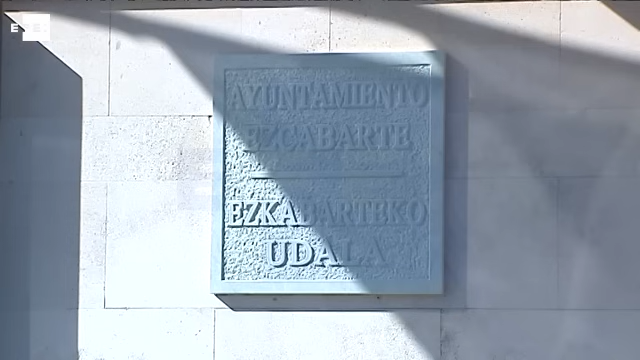 EFE:
AYUNTAMIENTO
EZCABARTE
EZKABARTEKO
UDALA